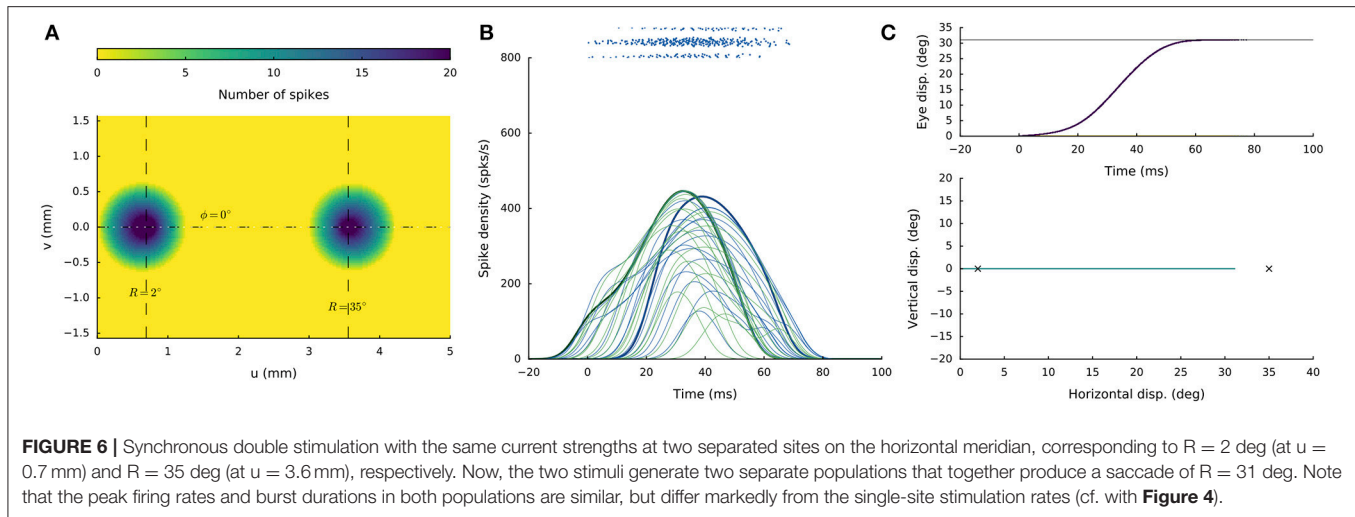 A
0 5 10 15 20
Number of spikes
1.5
1.0
0.5
0.0
−0.5
−1.0
−1.5
v (mm)
ϕ=0°
R=2°
R=35°
0 1 2 3 4 5
u (mm)
B
800
600
400
200
0
Spike density (spks/s)
−20 0 20 40 60 80 100
Time (ms)
C
35
30
25
20
15
10
5
0
Eye disp. (deg)
−20 0 20 40 60 80 100
Time (ms)
20
15
10
5
0
−5
−10
−15
−20
Vertical disp. (deg)
0 5 10 15 20 25 30 35 40
Horizontal disp. (deg)
FIGURE 6 | Synchronous double stimulation with the same current strengths at two separated sites on the horizontal meridian, corresponding to R = 2 deg (at u =
0.7 mm) and R = 35 deg (at u = 3.6 mm), respectively. Now, the two stimuli generate two separate populations that together produce a saccade of R = 31 deg. Note
that the peak firing rates and burst durations in both populations are similar, but differ markedly from the single-site stimulation rates (cf. with Figure 4).